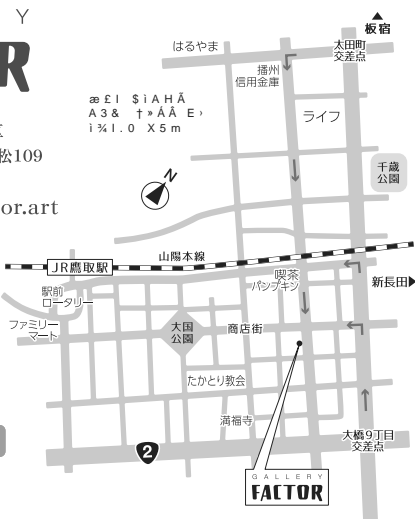 Y
R
松109
or.art
▲
板宿
太田町
交差点
はるやま
播州
信用金庫
ライフ
千歳
公園
N
山陽本線
JR鷹取駅
喫茶
パンプキン
新長田▶
駅前
ロータリー
ファミリー
マート
大国
公園
商店街
たかとり教会
満福寺
大橋9丁目
交差点
2
GALLERY
FACTOR